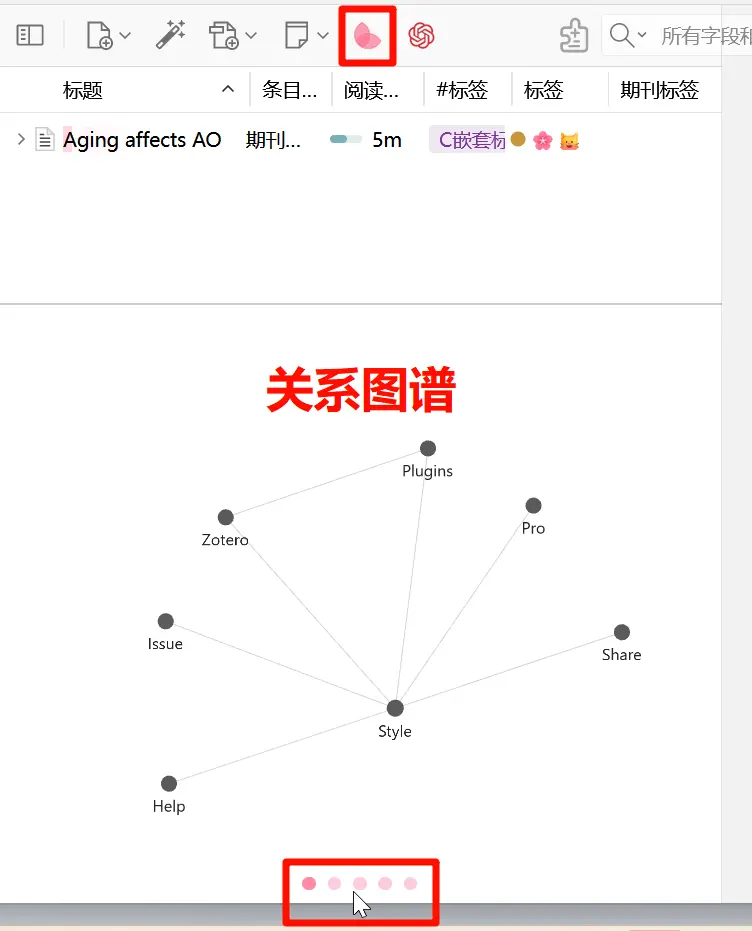 所有字段和
标题 条目... 阅读... #标签 标签 期刊标签
Aging affects AO 期刊... 5m C嵌套标
关系图谱
Plugins
Pro
Zotero
Issue
Share
Style
Help